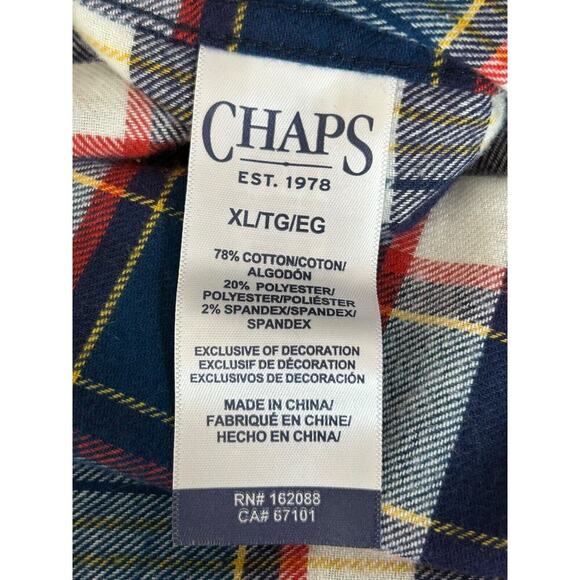 CHAPS
EST. 1978
XL/TG/EG
78% COTTON/COTON/
ALGODÓN
20% POLYESTER/
POLYESTER/POLIÉSTER
2% SPANDEX/SPANDEX/
SPANDEX
EXCLUSIVE OF DECORATION
EXCLUSIF DE DÉCORATION
EXCLUSIVOS DE DECORACIÓN
MADE IN CHINA/
FABRIQUÉ EN CHINE/
HECHO EN CHINA/
RN# 162088
CA# 67101